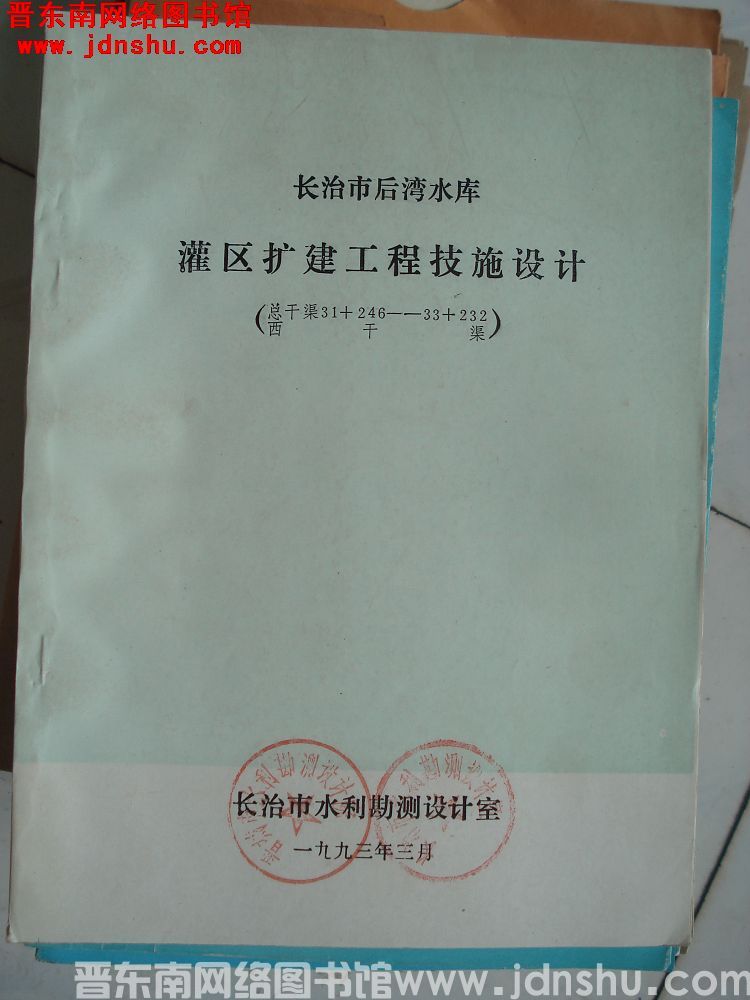 晋东南网络图书馆
www.jdnshu.com
长治市后湾水库
灌区扩建工程技施设计
(总干渠31+246——33+232
西干渠)
长治市水利勘测设计室
一九九三年三月
晋东南网络图书馆www.jdnshu.com